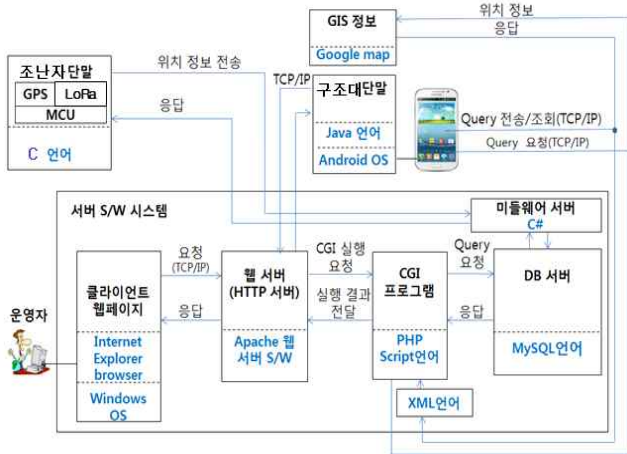 GIS 정보
Google map
위치 정보
응답
조난자단말
GPS
LoRa
MCU
C 언어
위치 정보 전송
응답
TCP/IP
구조대단말
Java 언어
Android OS
Query 전송/조회(TCP/IP)
Query 요청(TCP/IP)
서버 S/W 시스템
미들웨어 서버
C#
운영자
클라이언트
웹페이지
Internet
Explorer
browser
Windows
OS
요청
(TCP/IP)
응답
웹 서버
(HTTP 서버)
Apache 웹
서버 S/W
CGI 실행
요청
실행 결과
전달
CGI
프로그램
PHP
Script언어
XML언어
Query
요청
응답
DB 서버
MySQL언어